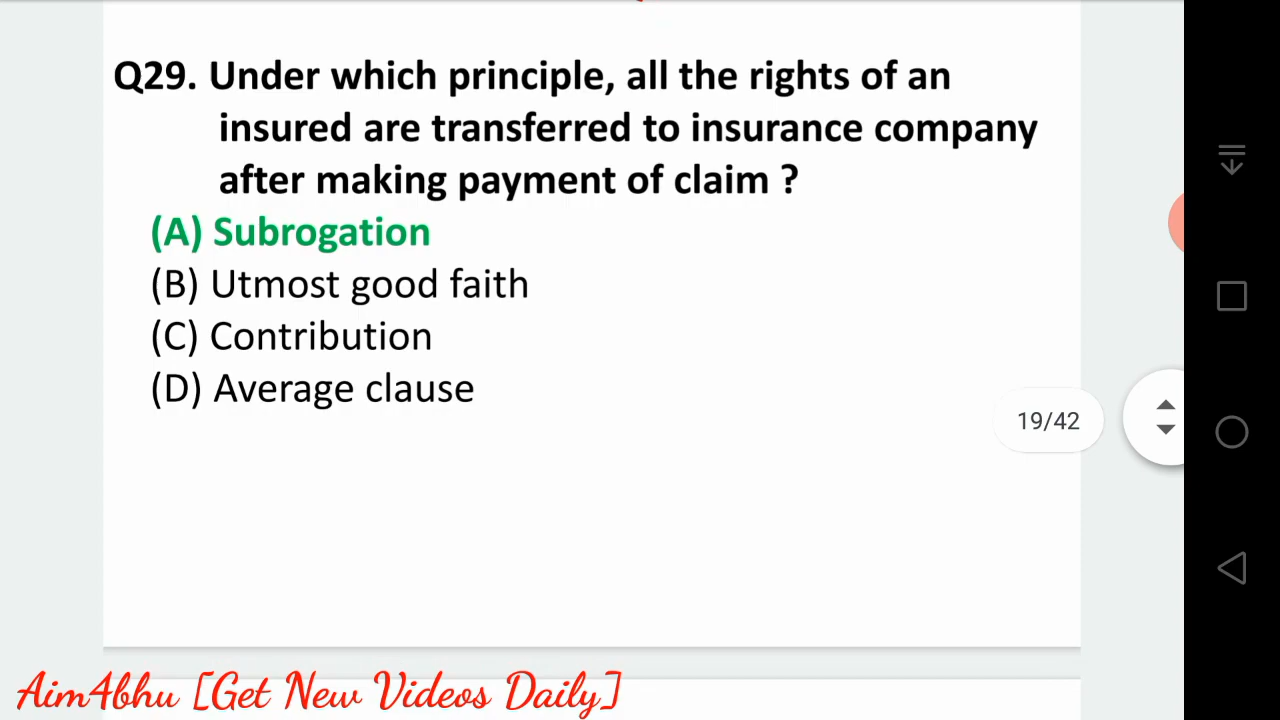 Q29. Under which principle, all the rights of an
insured are transferred to insurance company
after making payment of claim ?
(A) Subrogation
(B) Utmost good faith
(C) Contribution
(D) Average clause
19/42
Aim4bhu [Get New Videos Daily]